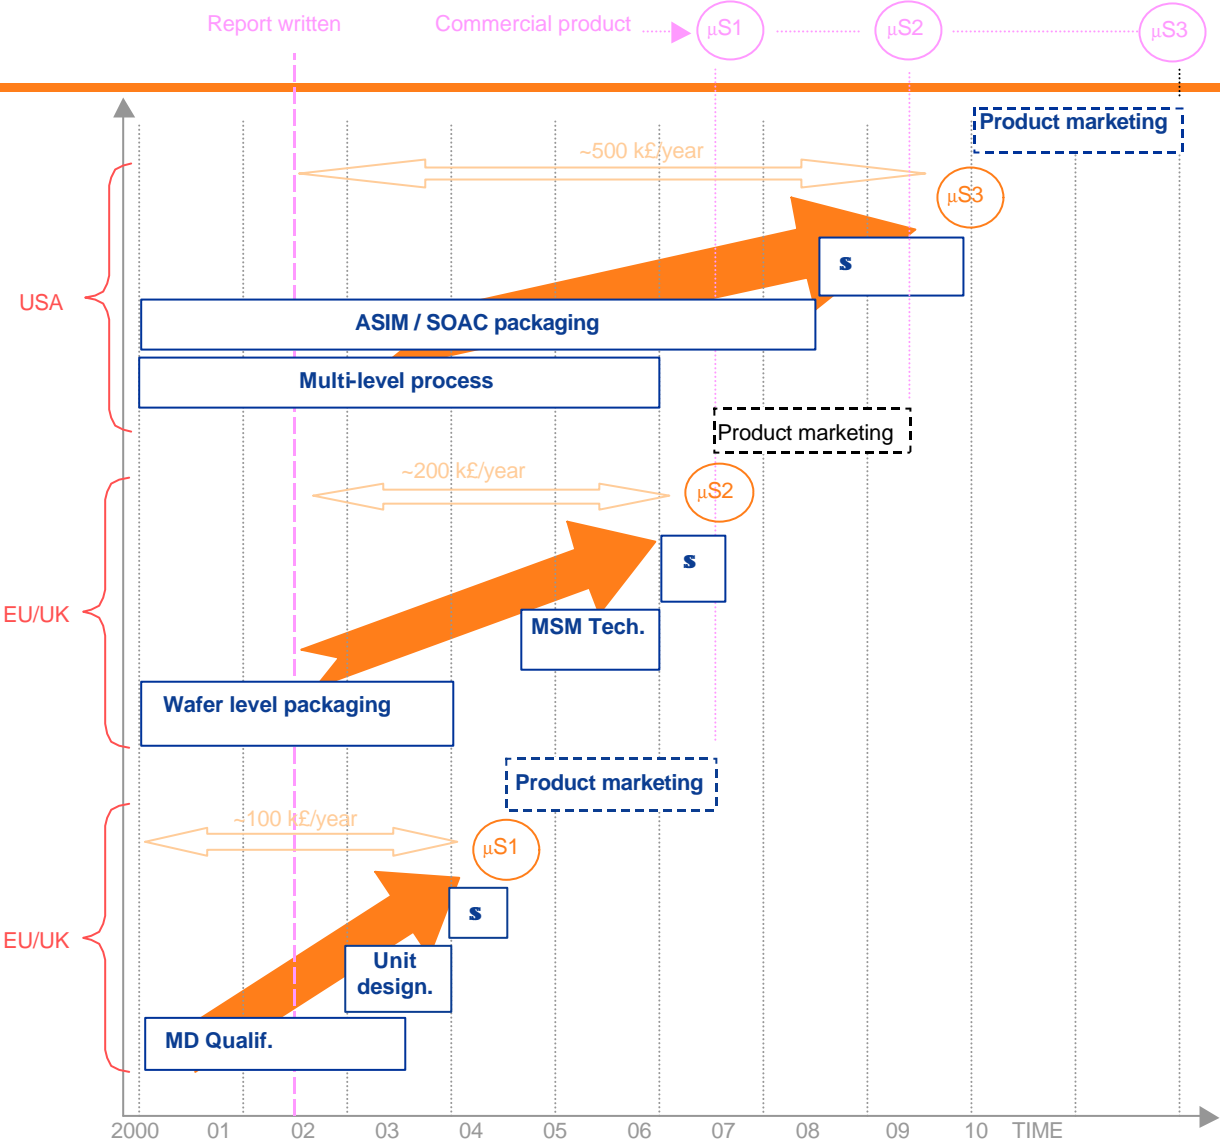 Report written
Commercial product
μS1
μS2
μS3
Product marketing
~500 k£/year
μS3
USA
S
ASIM / SOAC packaging
Multi-level process
Product marketing
~200 k£/year
μS2
S
EU/UK
MSM Tech.
Wafer level packaging
Product marketing
~100 k£/year
μS1
S
EU/UK
Unit
design.
MD Qualif.
2000 01 02 03 04 05 06 07 08 09 10 TIME